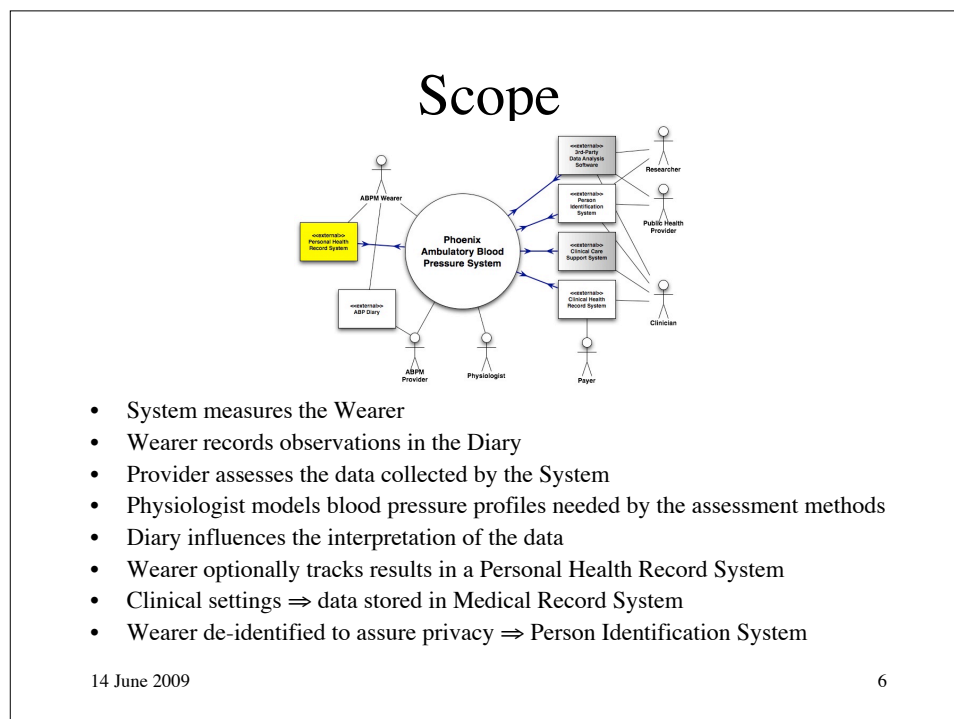 Scope
<<external>>
3rd-Party
Data Analysis
Software
Researcher
ABPM Wearer
<<external>>
Person
Identification
System
Public Health
Provider
<<external>>
Personal Health
Record System
Phoenix
Ambulatory Blood
Pressure System
<<external>>
Clinical Care
Support System
<<external>>
ABP Diary
<<external>>
Clinical Health
Record System
Clinician
ABPM
Provider
Physiologist
Payer
• System measures the Wearer
• Wearer records observations in the Diary
• Provider assesses the data collected by the System
• Physiologist models blood pressure profiles needed by the assessment methods
• Diary influences the interpretation of the data
• Wearer optionally tracks results in a Personal Health Record System
• Clinical settings ⇒ data stored in Medical Record System
• Wearer de-identified to assure privacy ⇒ Person Identification System
14 June 2009
6